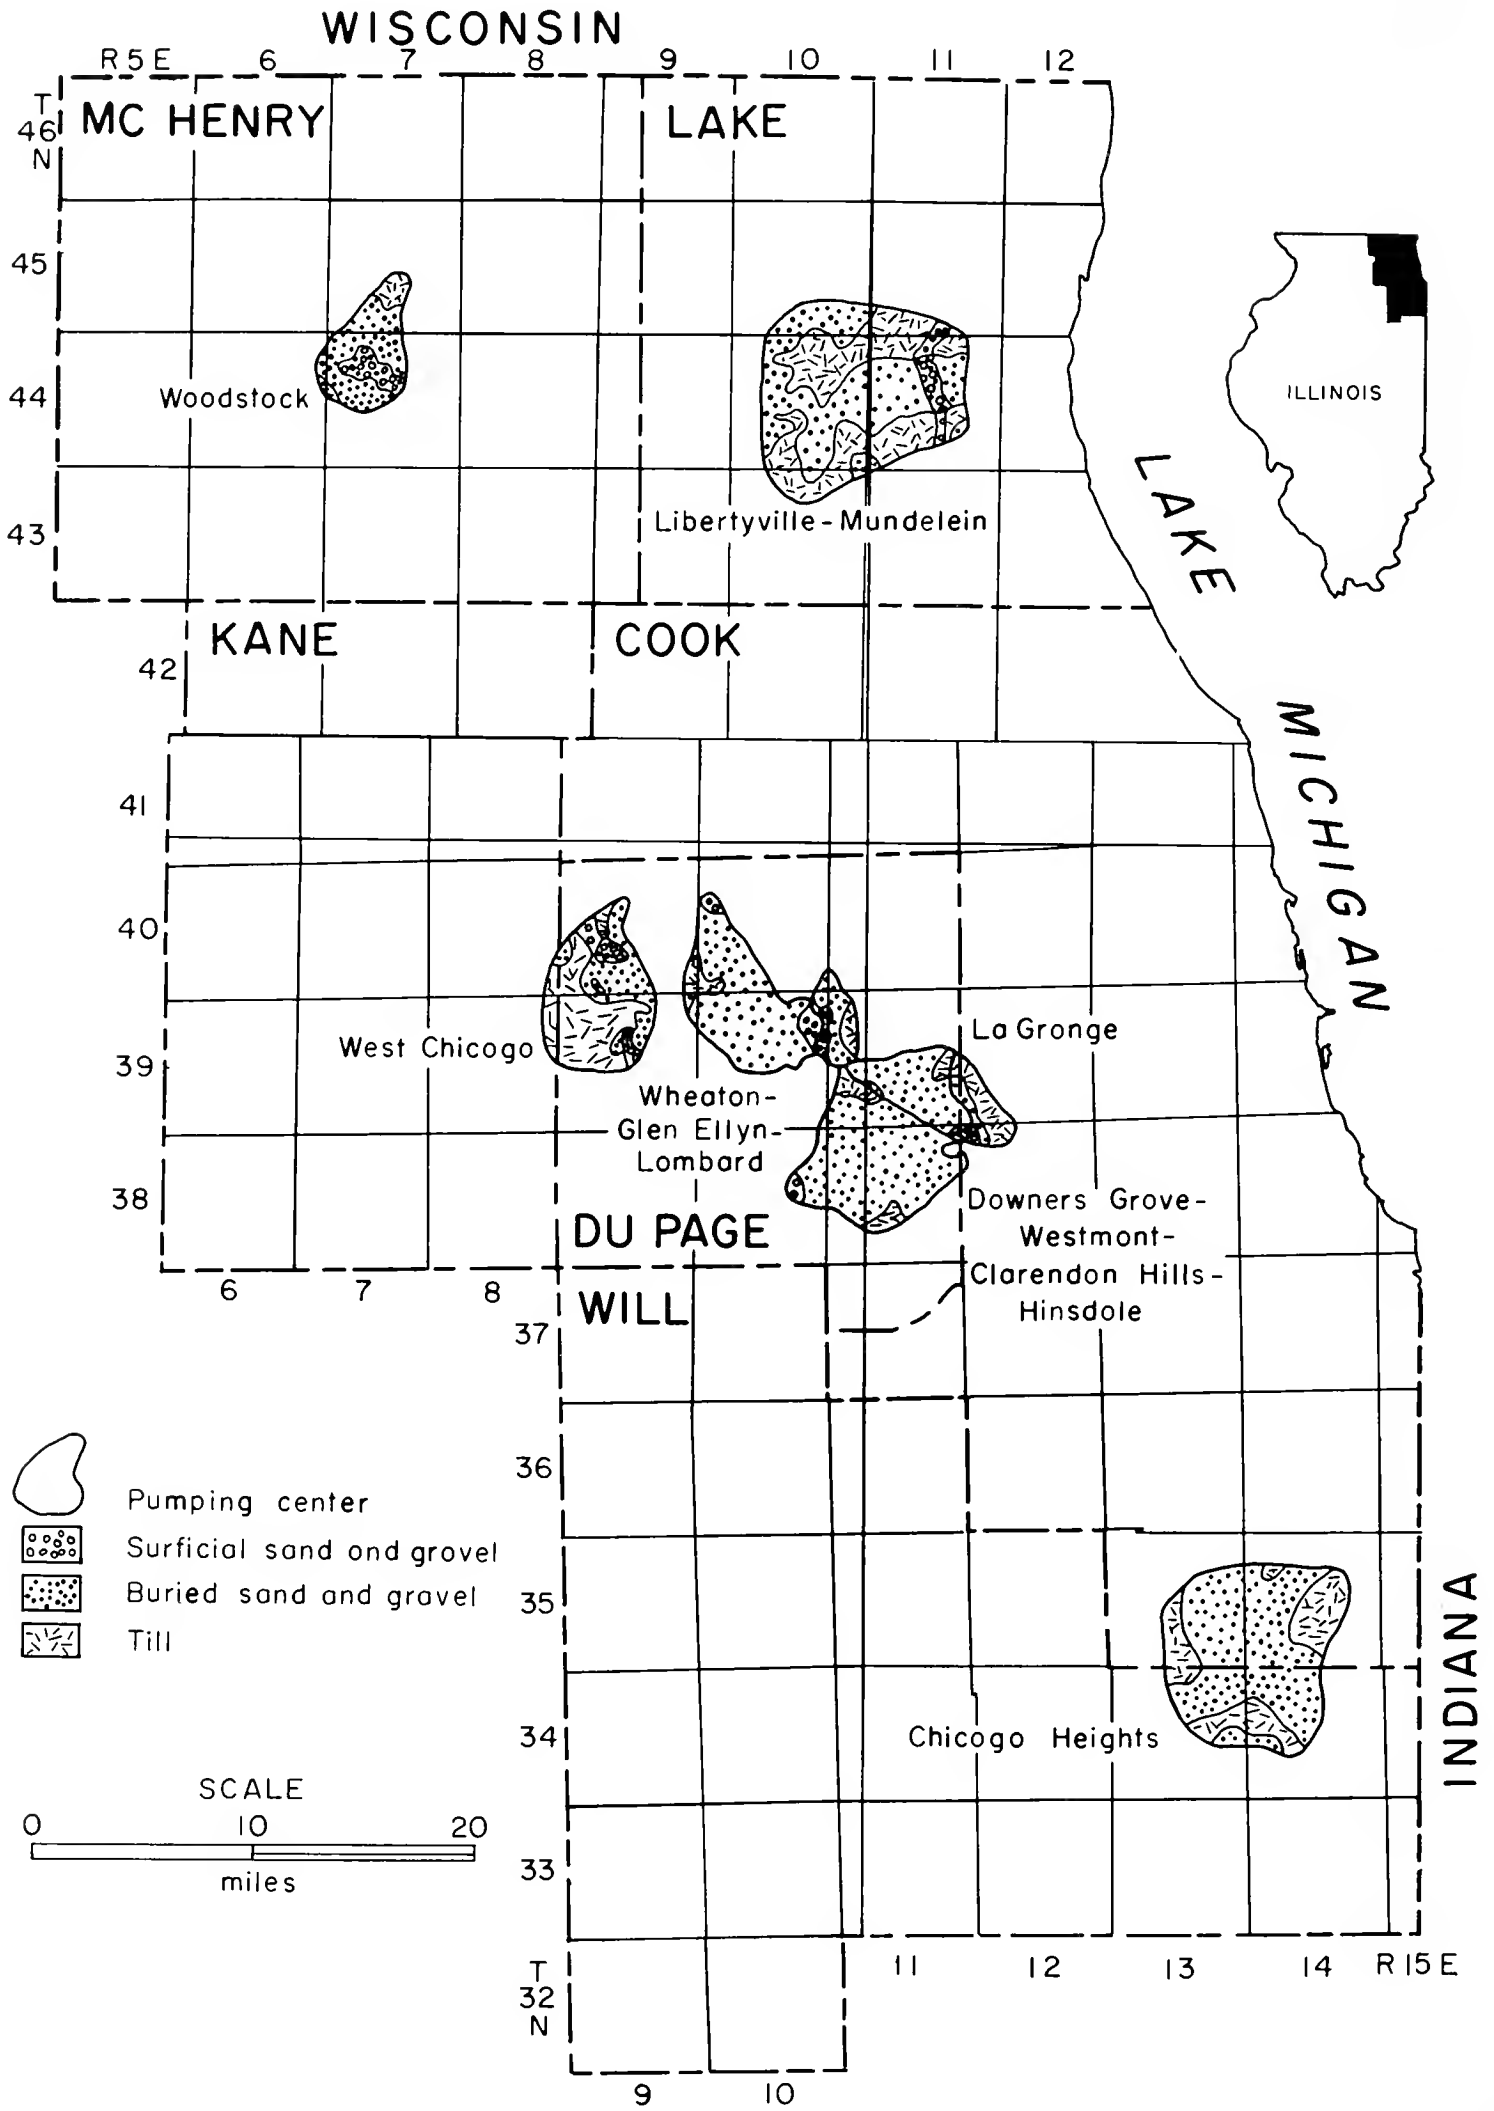 WISCONSIN
R 5 E 6 7 8 9 10 11 12
T
46
N
MC HENRY LAKE
45
44
Woodstock
ILLINOIS
43
Libertyville-Mundelein
LAKE
KANE COOK
42
MICHIGAN
41
40
La Gronge
West Chicogo
39
Wheaton-
Glen Ellyn-
Lombard
38
Downers Grove-
Westmont-
Clarendon Hills-
Hinsdole
DU PAGE
6 7 8
WILL
37
36
Pumping center
Surficial sand ond grovel
Buried sand and gravel
Till
35
INDIANA
34
Chicogo Heights
SCALE
0 10 20
miles
33
11 12 13 14 R 15 E
T
32
N
9 10